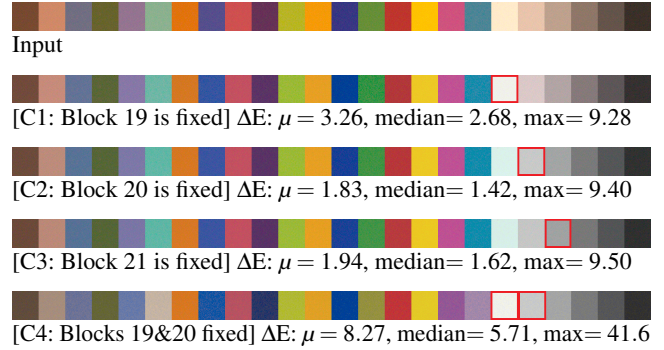 Input
[C1: Block 19 is fixed] ΔE: μ = 3.26, median= 2.68, max= 9.28
[C2: Block 20 is fixed] ΔE: μ = 1.83, median= 1.42, max= 9.40
[C3: Block 21 is fixed] ΔE: μ = 1.94, median= 1.62, max= 9.50
[C4: Blocks 19&20 fixed] ΔE: μ = 8.27, median= 5.71, max= 41.6